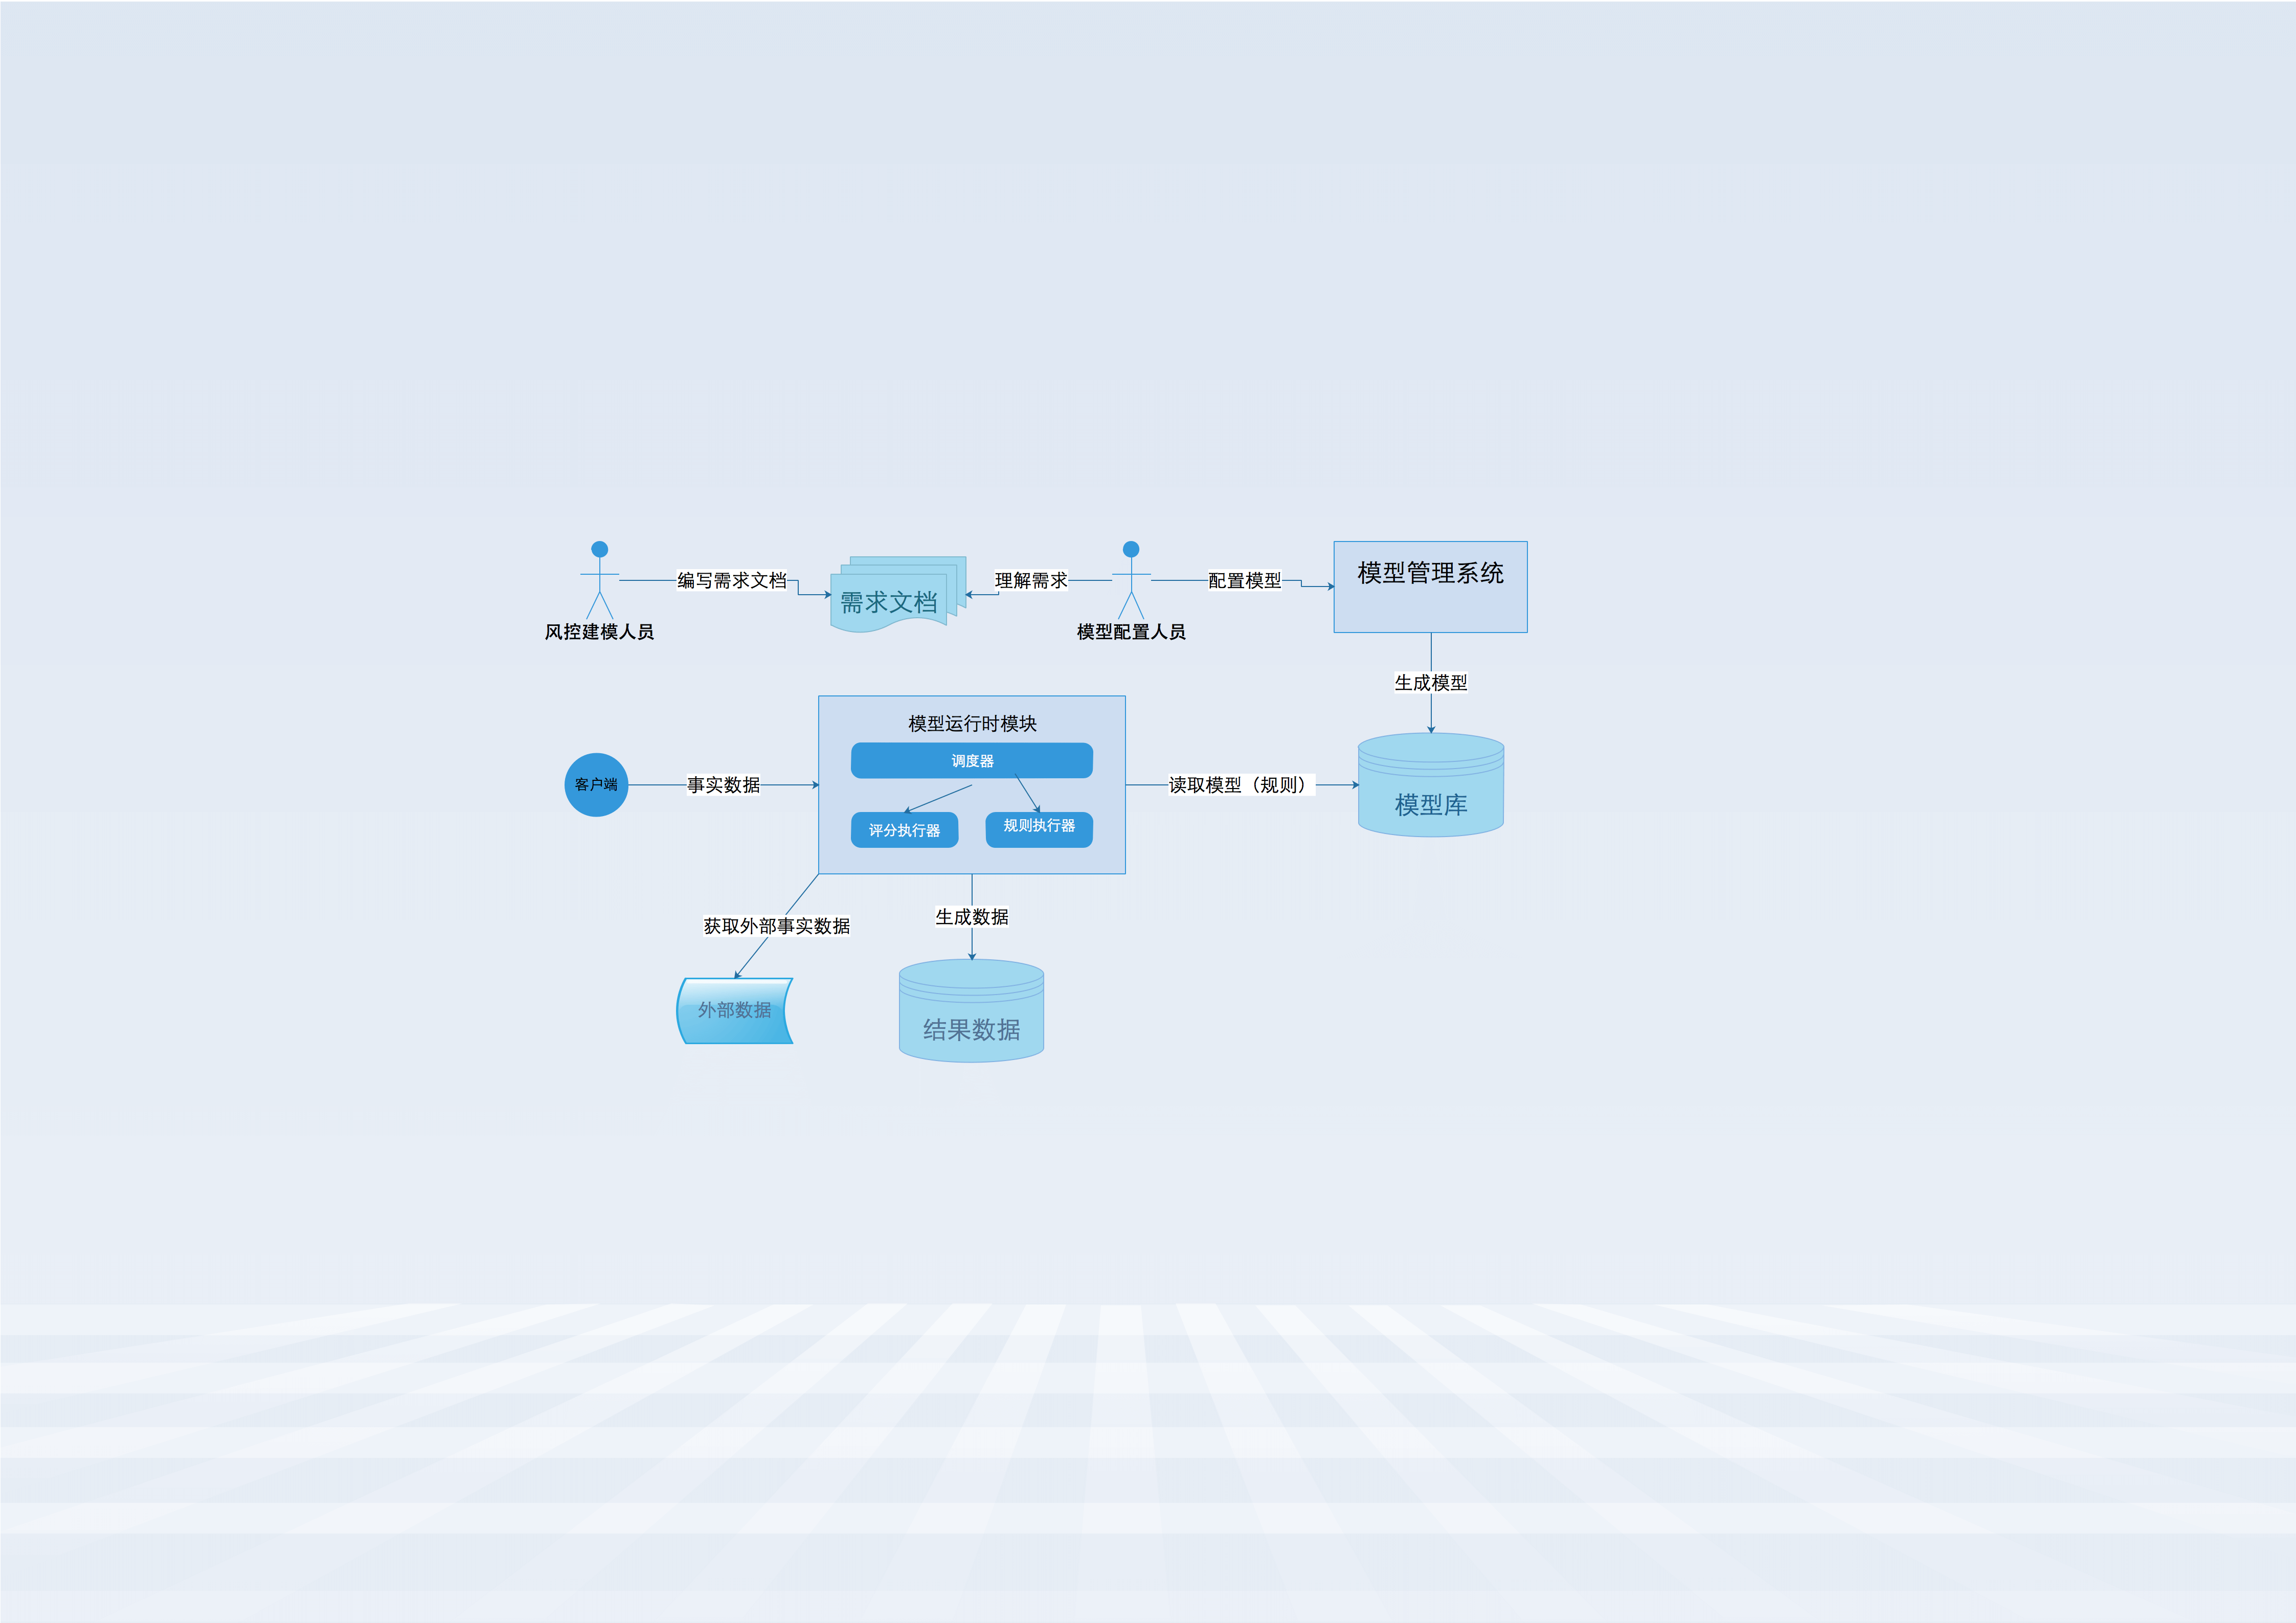 编写需求文档
理解需求
配置模型
模型管理系统
需求文档
风控建模人员
模型配置人员
生成模型
模型运行时模块
调度器
客户端
事实数据
读取模型（规则）
模型库
评分执行器
规则执行器
获取外部事实数据
生成数据
外部数据
结果数据